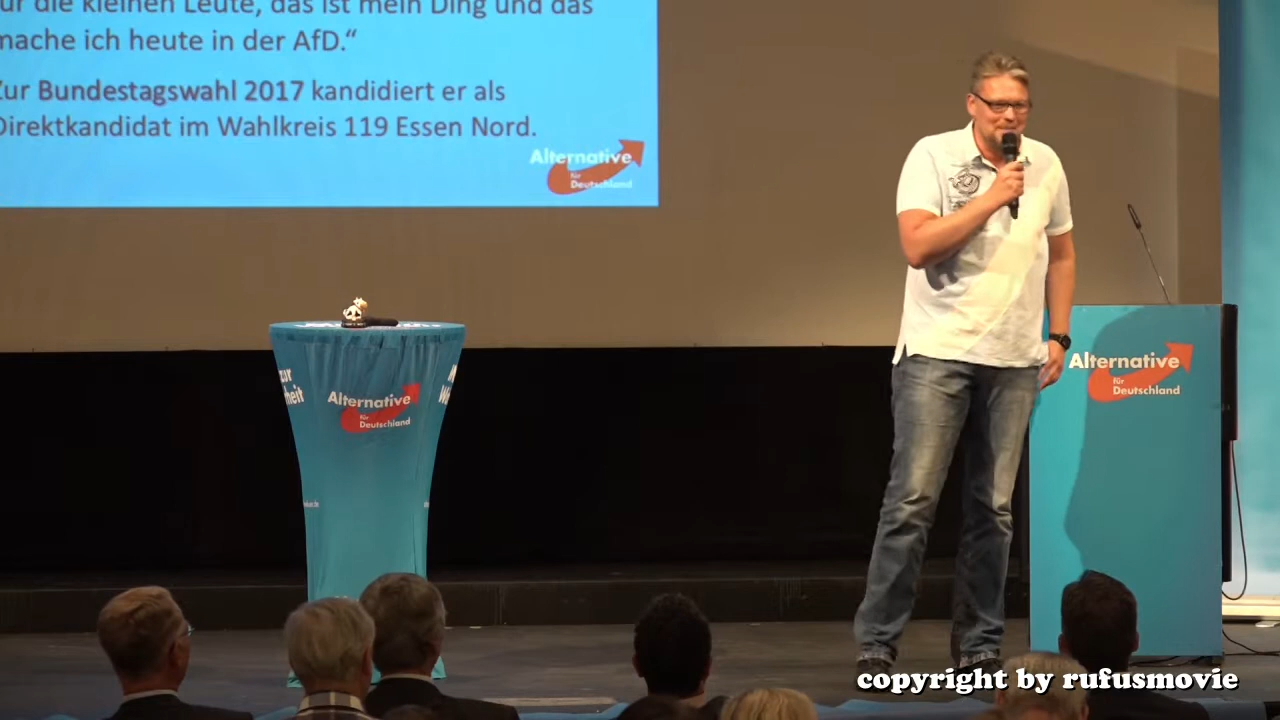 für die kleinen Leute, das ist mein Ding und das
mache ich heute in der AfD.“
Zur Bundestagswahl 2017 kandidiert er als
Direktkandidat im Wahlkreis 119 Essen Nord.
Alternative
für
Deutschland
Alternative
für
Deutschland
zur
Alternative
für
Deutschland
copyright by rufusmovie